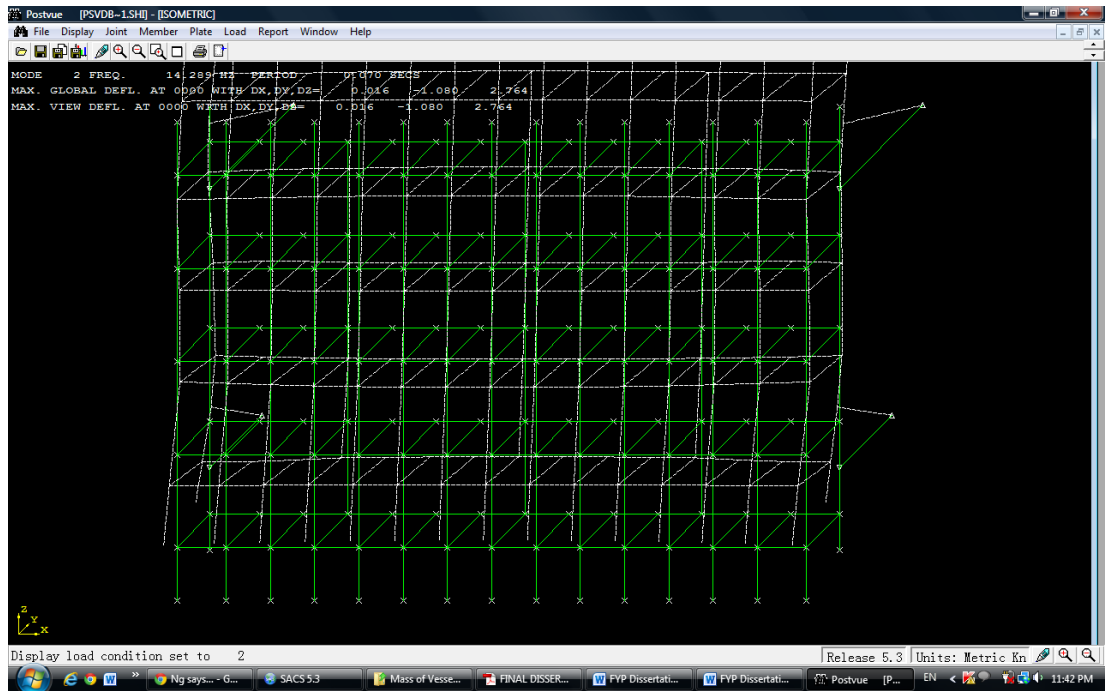 Postvue [PSVDB~1.SHI] - [ISOMETRIC]
File Display Joint Member Plate Load Report Window Help
MODE 2 FREQ. 14.289 HZ PERIOD 0.070 SECS
MAX. GLOBAL DEFL. AT 0000 WITH DX,DY,DZ= 0.016 -1.080 2.764
MAX. VIEW DEFL. AT 0000 WITH DX,DY,DZ= 0.016 -1.080 2.764
Z
Y
X
Display load condition set to 2
Release 5.3 Units: Metric Kn
Ng says... - G... SACS 5.3 Mass of Vesse... FINAL DISSER... FYP Dissertati... FYP Dissertati... Postvue [P... EN 11:42 PM